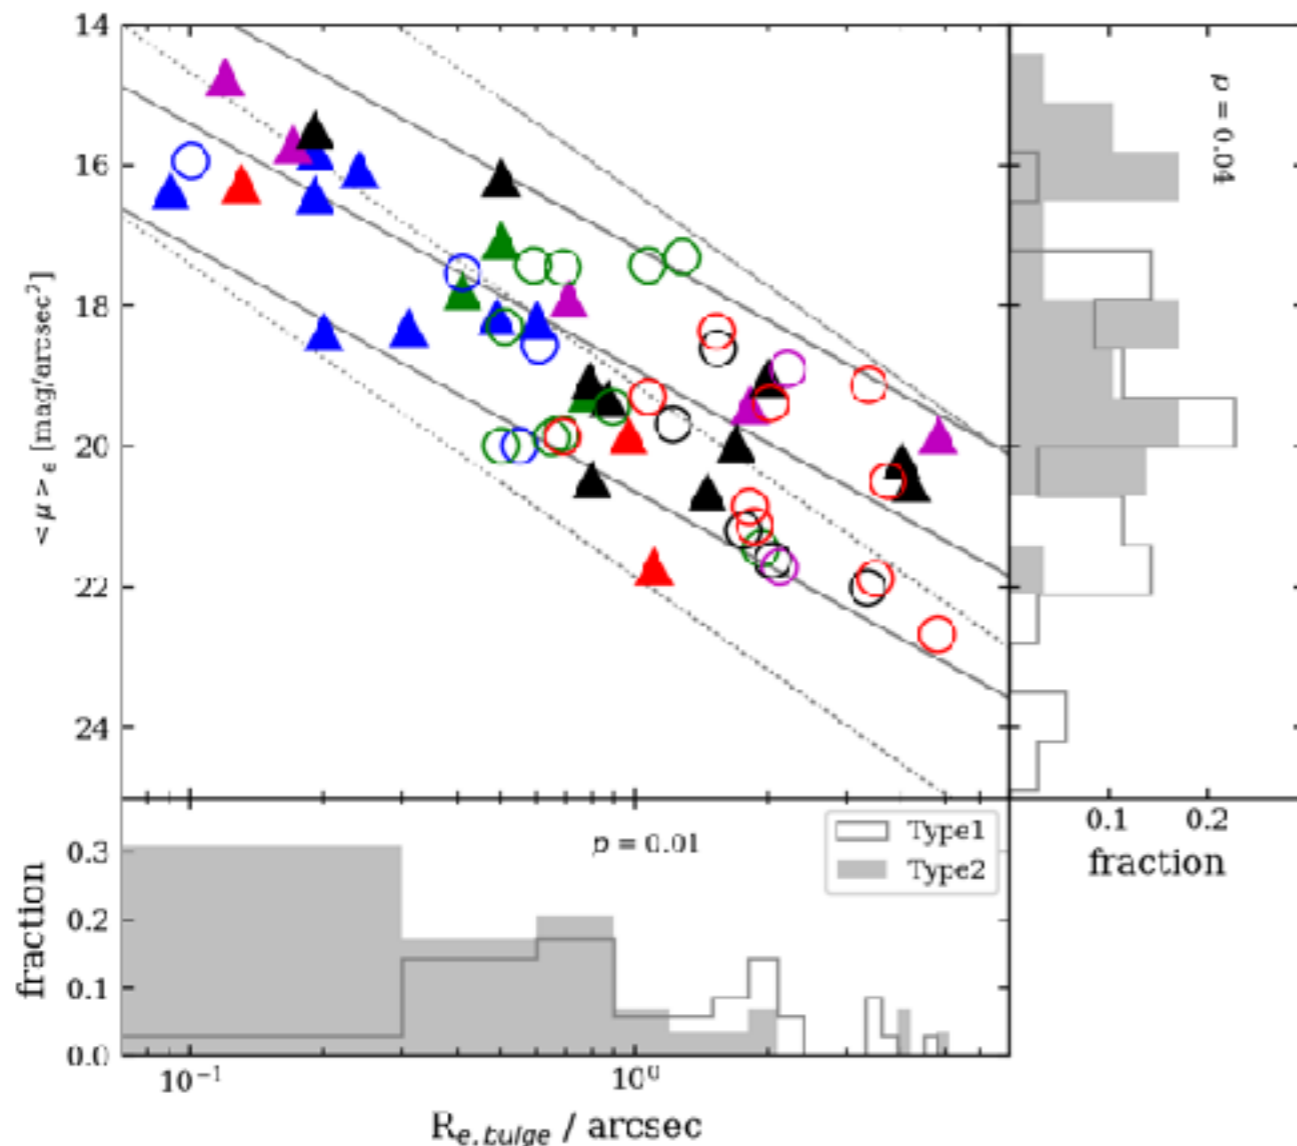 14
16
18
20
22
24
< μ >e [mag/arcsec²]
p = 0.04
0.1 0.2
fraction
p = 0.01
Type1
Type2
0.3
0.2
0.1
0.0
fraction
10⁻¹ 10⁰
Re,bulge / arcsec